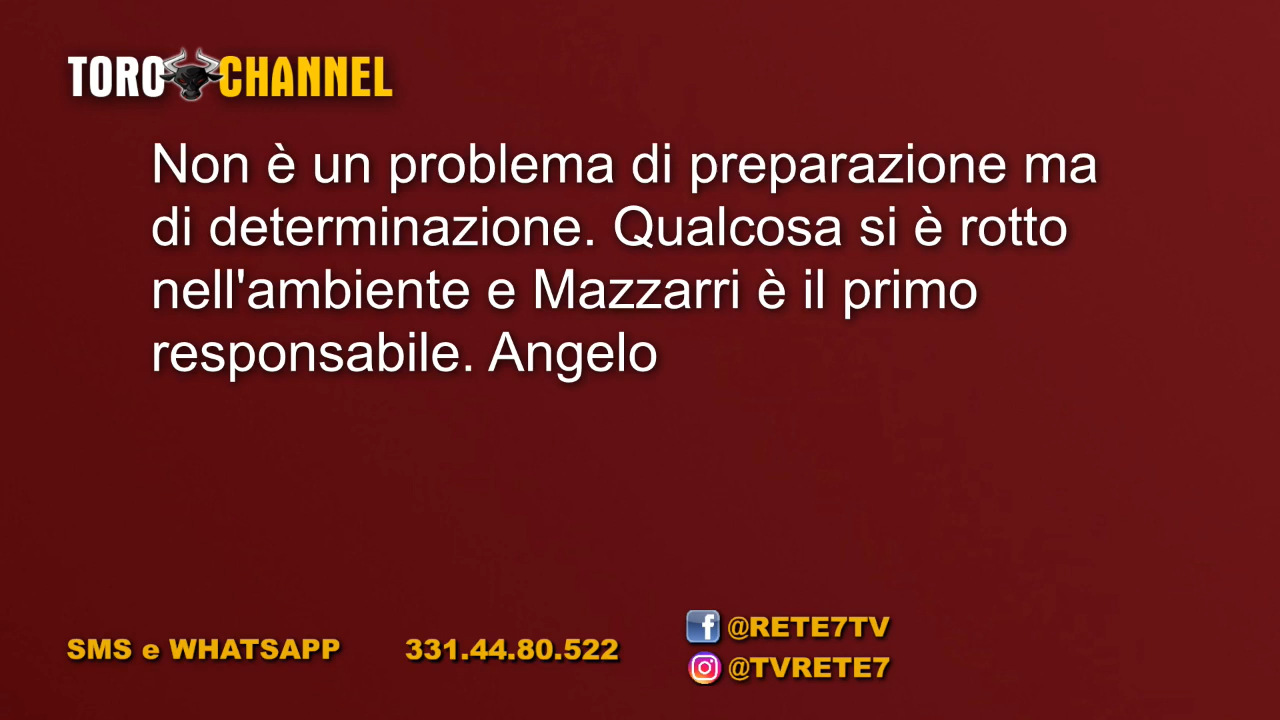 TORO CHANNEL
Non è un problema di preparazione ma
di determinazione. Qualcosa si è rotto
nell'ambiente e Mazzarri è il primo
responsabile. Angelo
SMS e WHATSAPP 331.44.80.522
@RETE7TV
@TVRETE7